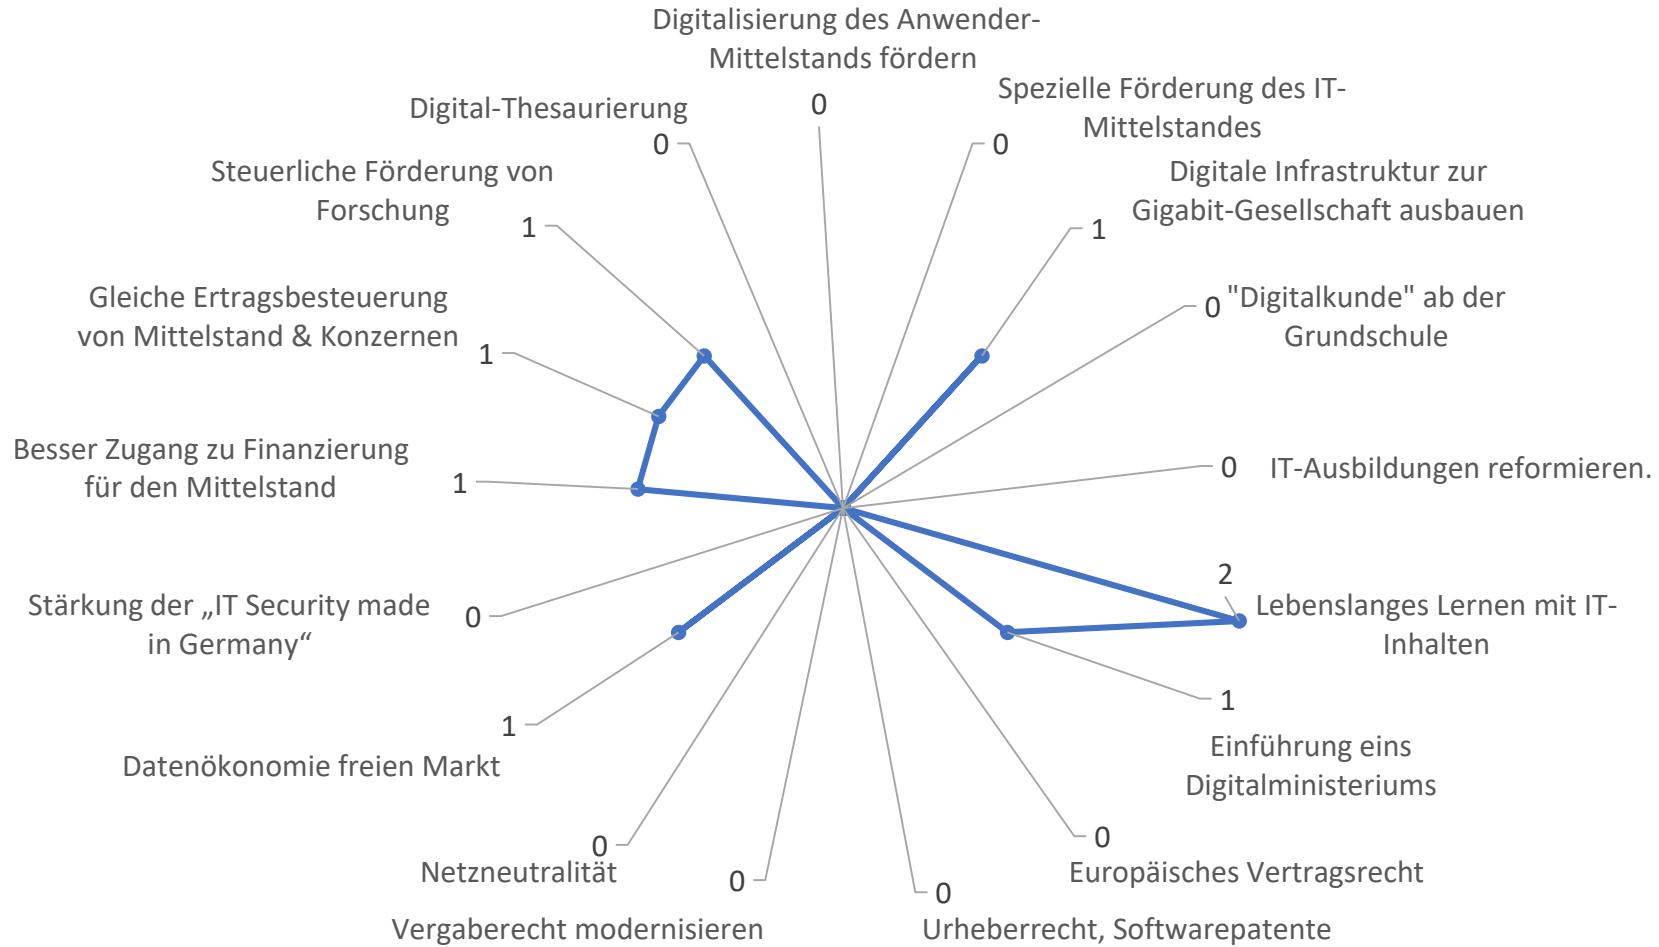 Digitalisierung des Anwender-
Mittelstands fördern
0
Spezielle Förderung des IT-
Mittelstandes
0
Digitale Infrastruktur zur
Gigabit-Gesellschaft ausbauen
1
"Digitalkunde" ab der
Grundschule
0
IT-Ausbildungen reformieren.
0
Lebenslanges Lernen mit IT-
Inhalten
2
Einführung eins
Digitalministeriums
1
Europäisches Vertragsrecht
0
Urheberrecht, Softwarepatente
0
Vergaberecht modernisieren
0
Netzneutralität
0
Datenökonomie freien Markt
1
Stärkung der „IT Security made
in Germany“
0
Besser Zugang zu Finanzierung
für den Mittelstand
1
Gleiche Ertragsbesteuerung
von Mittelstand & Konzernen
1
Steuerliche Förderung von
Forschung
1
Digital-Thesaurierung
0